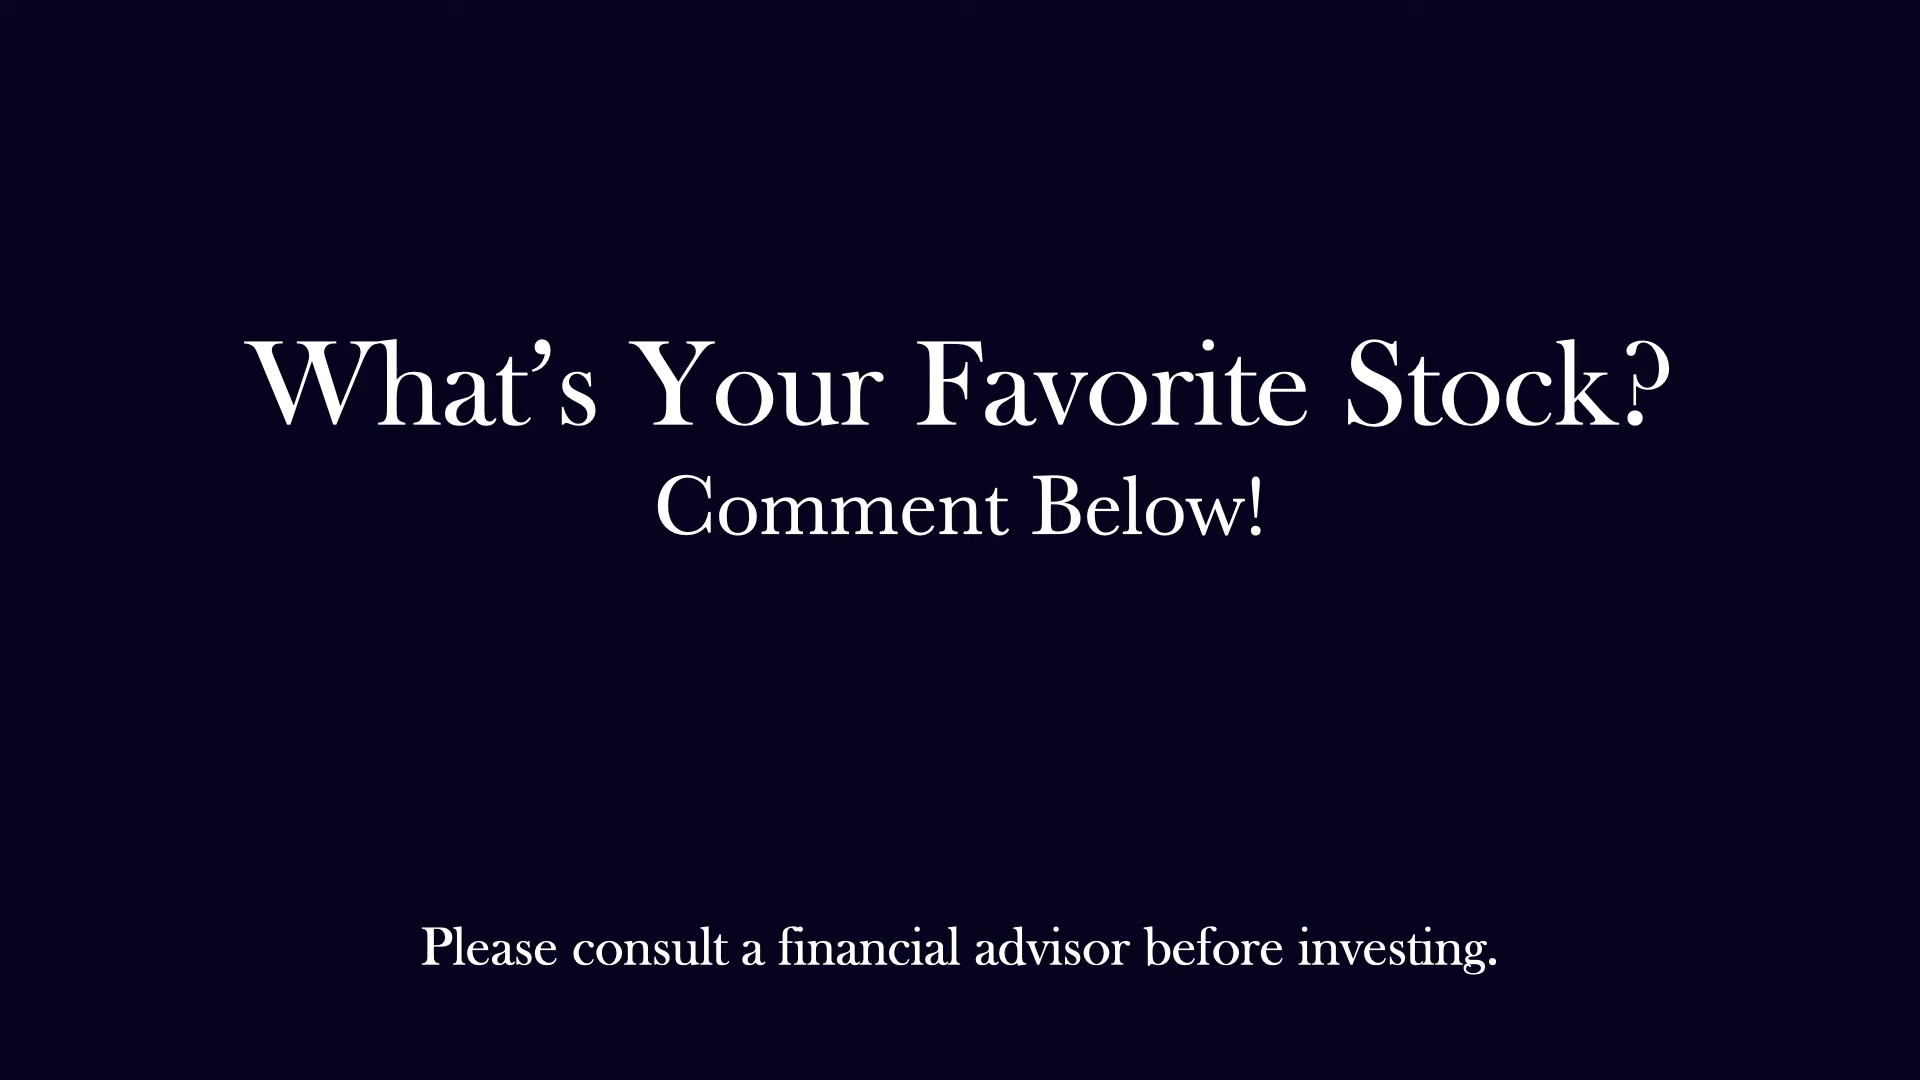 What’s Your Favorite Stock?
Comment Below!
Please consult a financial advisor before investing.